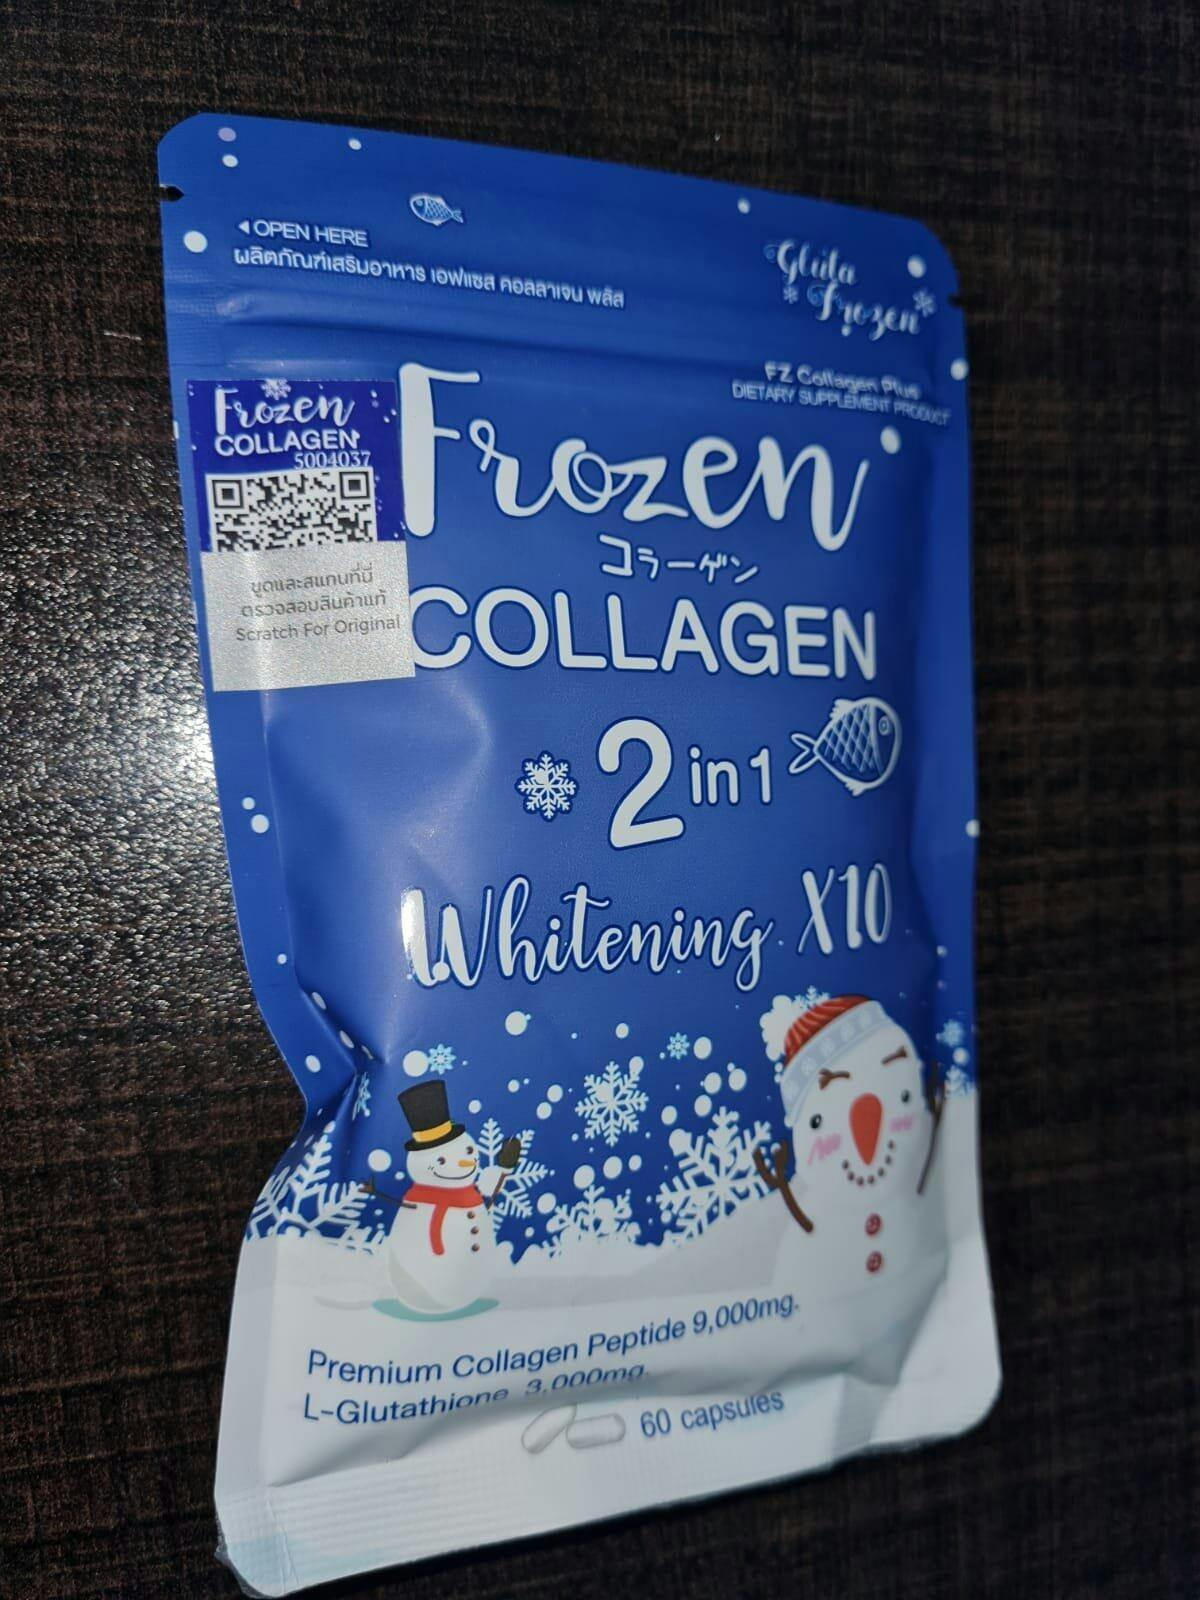 OPEN HERE
ผลิตภัณฑ์เสริมอาหาร เอฟแซส คอลลาเจน พลัส
Gluta
Frozen
FZ Collagen Plus
DIETARY SUPPLEMENT PRODUCT
Frozen
COLLAGEN
5004037
ขูดและสแกนที่นี่
ตรวจสอบสินค้าแท้
Scratch For Original
Frozen
コラーゲン
COLLAGEN
2 in 1
Whitening X10
Premium Collagen Peptide 9,000mg.
L-Glutathione 3,000mg.
60 capsules